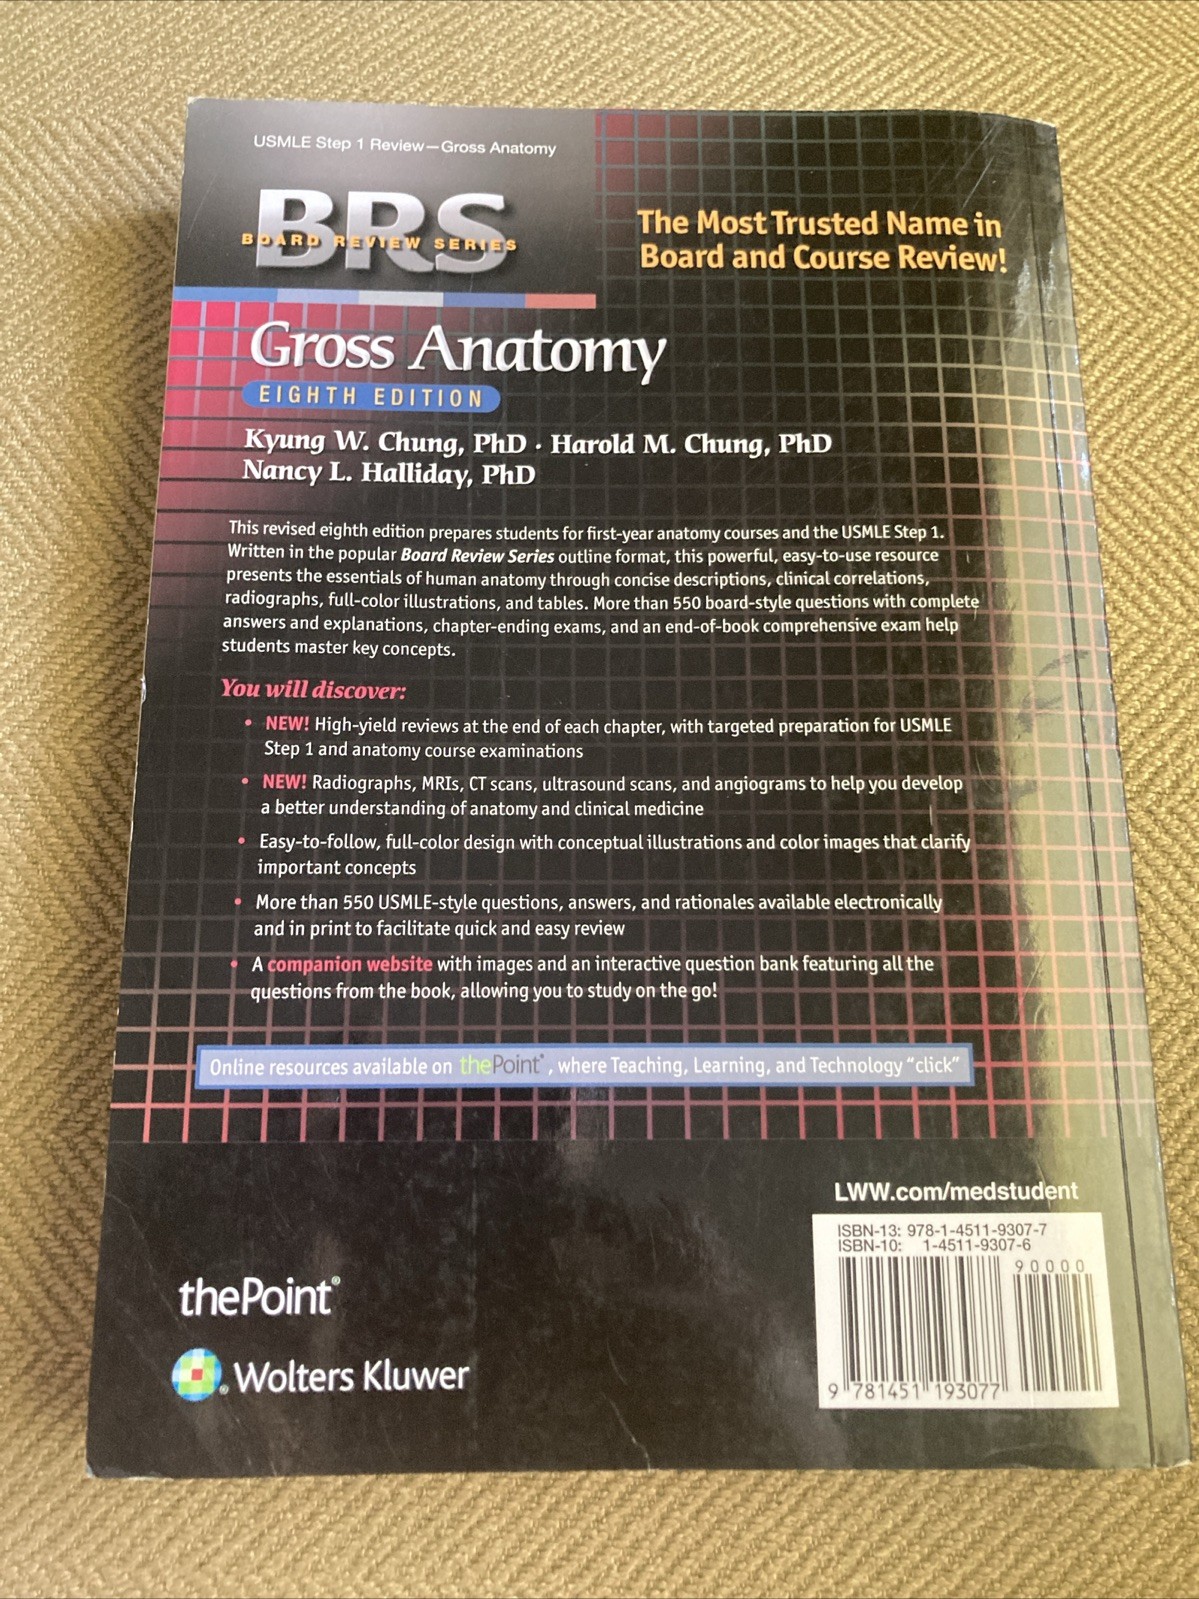 USMLE Step 1 Review—Gross Anatomy
BRS
BOARD REVIEW SERIES
The Most Trusted Name in
Board and Course Review!
Gross Anatomy
EIGHTH EDITION
Kyung W. Chung, PhD · Harold M. Chung, PhD
Nancy L. Halliday, PhD
This revised eighth edition prepares students for first-year anatomy courses and the USMLE Step 1.
Written in the popular Board Review Series outline format, this powerful, easy-to-use resource
presents the essentials of human anatomy through concise descriptions, clinical correlations,
radiographs, full-color illustrations, and tables. More than 550 board-style questions with complete
answers and explanations, chapter-ending exams, and an end-of-book comprehensive exam help
students master key concepts.
You will discover:
• NEW! High-yield reviews at the end of each chapter, with targeted preparation for USMLE
Step 1 and anatomy course examinations
• NEW! Radiographs, MRIs, CT scans, ultrasound scans, and angiograms to help you develop
a better understanding of anatomy and clinical medicine
• Easy-to-follow, full-color design with conceptual illustrations and color images that clarify
important concepts
• More than 550 USMLE-style questions, answers, and rationales available electronically
and in print to facilitate quick and easy review
• A companion website with images and an interactive question bank featuring all the
questions from the book, allowing you to study on the go!
Online resources available on thePoint®, where Teaching, Learning, and Technology "click"
LWW.com/medstudent
ISBN-13: 978-1-4511-9307-7
ISBN-10: 1-4511-9307-6
90000
9 781451 193077
thePoint®
Wolters Kluwer